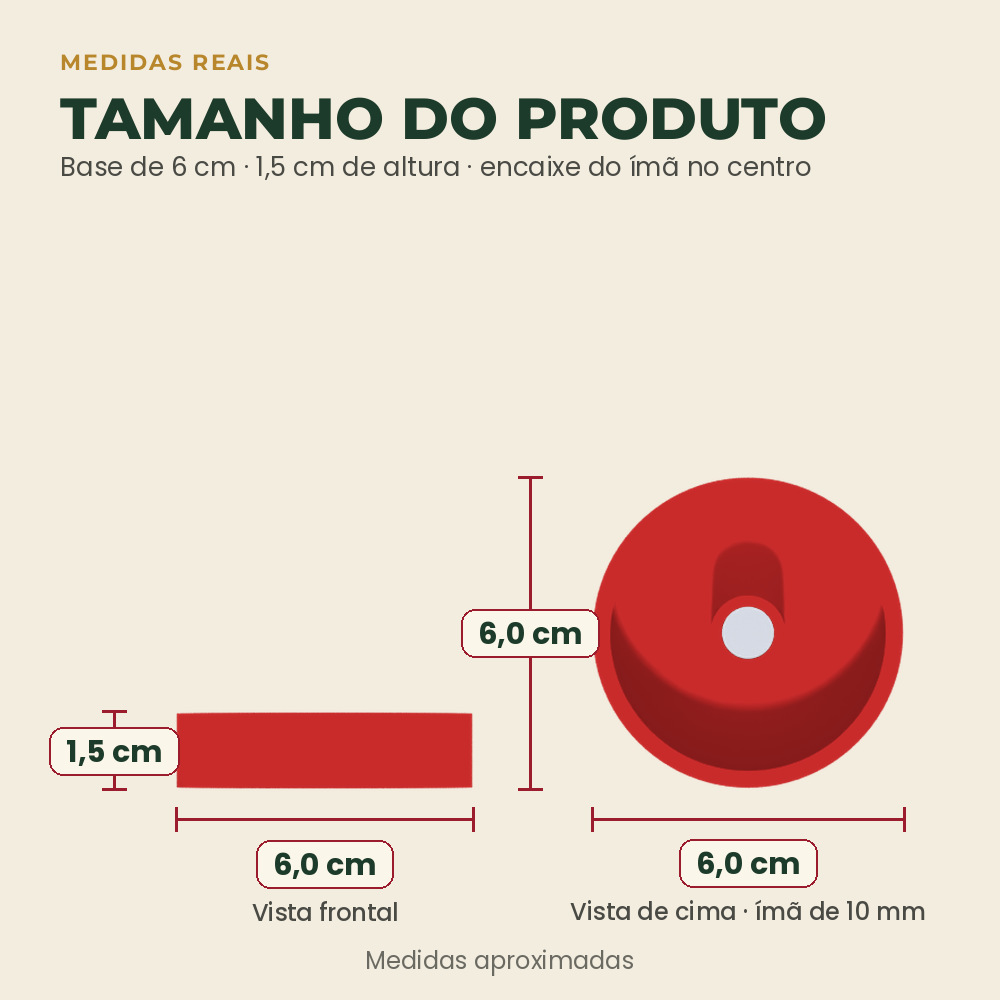 MEDIDAS REAIS
TAMANHO DO PRODUTO
Base de 6 cm · 1,5 cm de altura · encaixe do ímã no centro
6,0 cm
1,5 cm
6,0 cm
6,0 cm
Vista frontal
Vista de cima · ímã de 10 mm
Medidas aproximadas